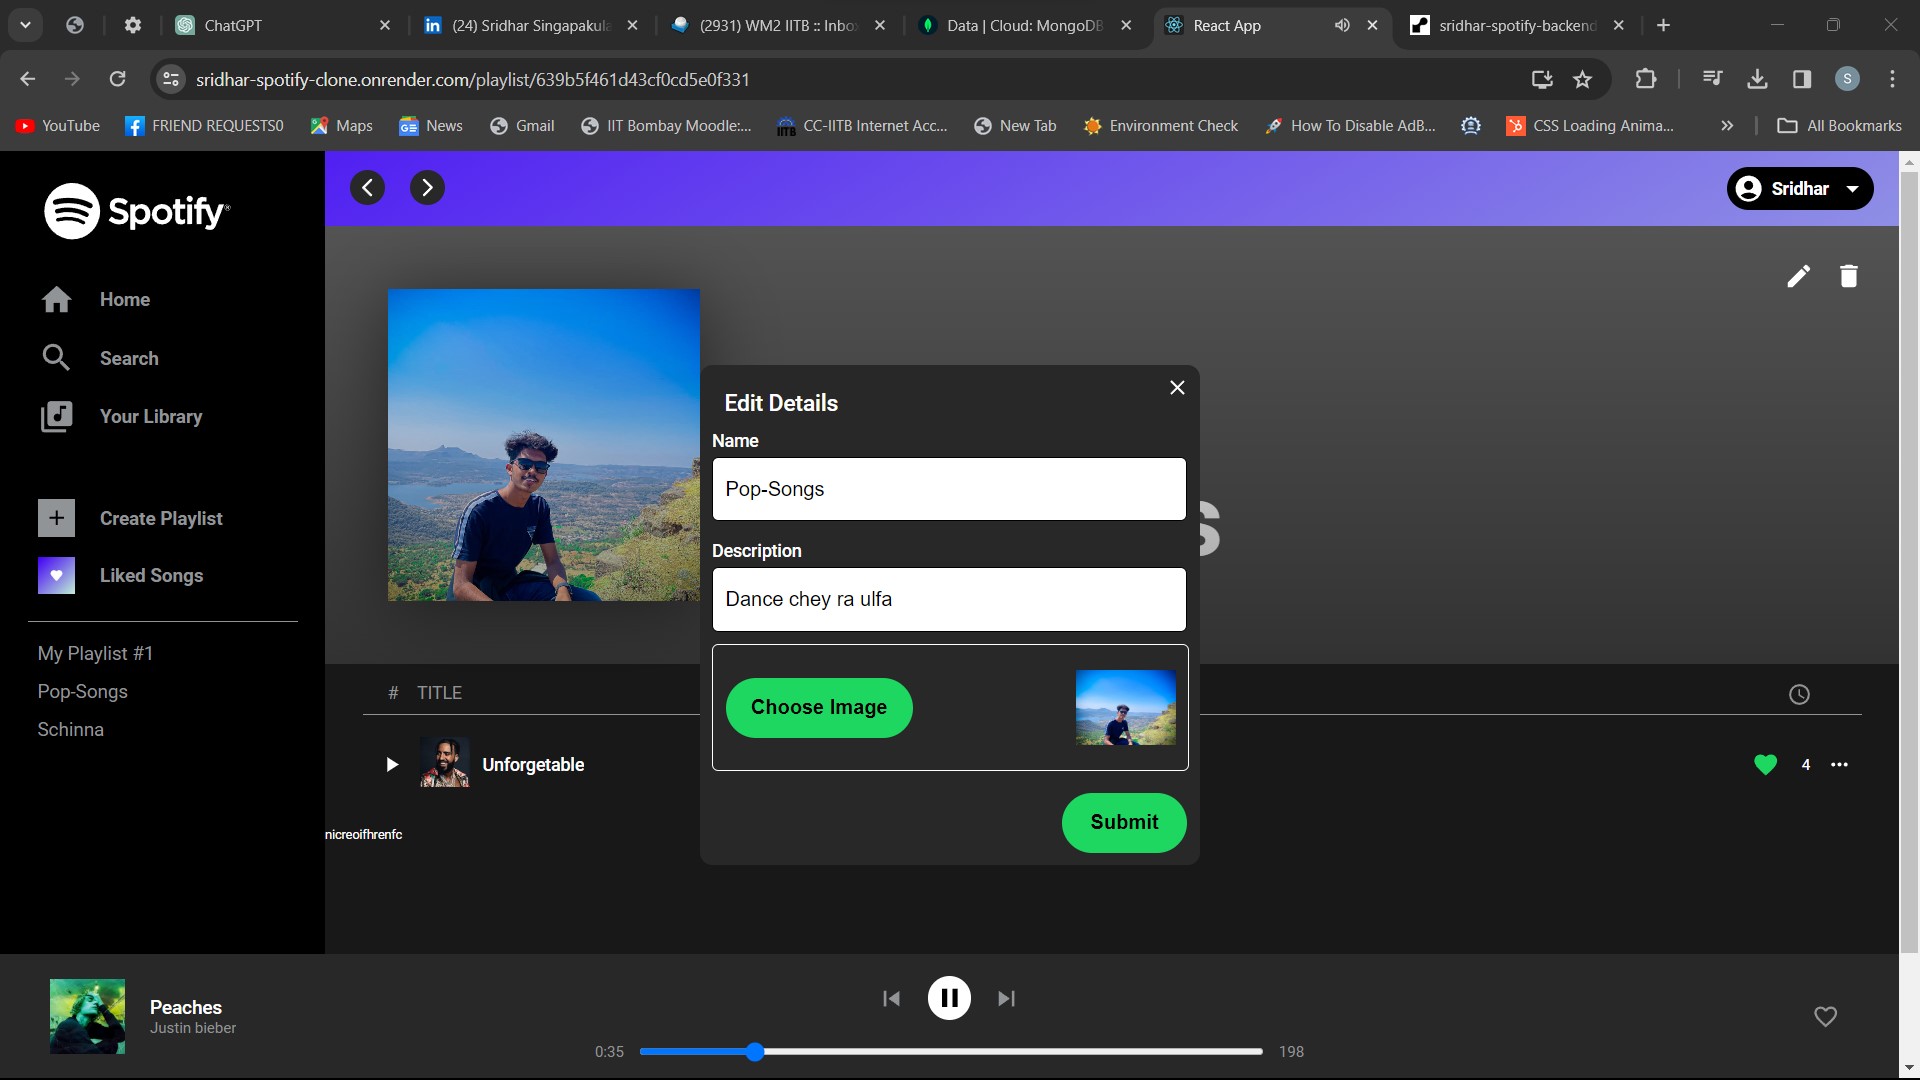 ChatGPT
(24) Sridhar Singapakula
(2931) WM2 IITB :: Inbo
Data | Cloud: MongoDB
React App
sridhar-spotify-backend
sridhar-spotify-clone.onrender.com/playlist/639b5f461d43cf0cd5e0f331
S
YouTube
FRIEND REQUESTS0
Maps
News
Gmail
IIT Bombay Moodle:...
CC-IITB Internet Acc...
New Tab
Environment Check
How To Disable AdB...
CSS Loading Anima...
All Bookmarks
Spotify
Sridhar
Home
Search
Your Library
Create Playlist
Liked Songs
My Playlist #1
Pop-Songs
Schinna
Edit Details
Name
Pop-Songs
s
Description
Dance chey ra ulfa
Choose Image
Submit
# TITLE
Unforgetable
4
nicreoifhrenfc
Peaches
Justin bieber
0:35
198